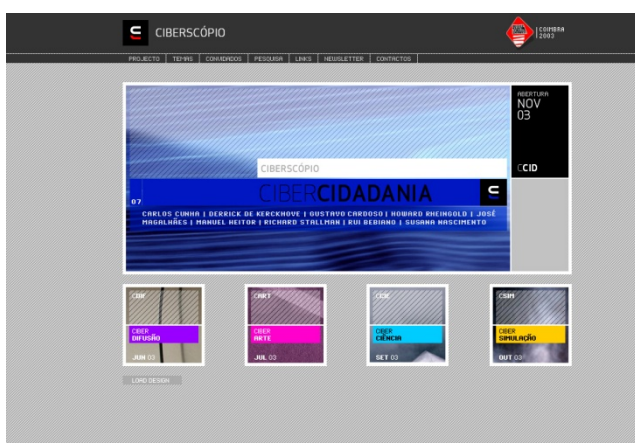 CIBERSCÓPIO
COIMBRA
2003
PROJECTO | TEMAS | CONVIDADOS | PESQUISA | LINKS | NEWSLETTER | CONTACTOS |
ABERTURA
NOV
03
CIBERSCÓPIO
CCID
CIBERCIDADANIA
07
CARLOS CUNHA | DERRICK DE KERCKHOVE | GUSTAVO CARDOSO | HOWARD RHEINGOLD | JOSÉ
MAGALHÃES | MANUEL HEITOR | RICHARD STALLMAN | RUI BEBIANO | SUSANA NASCIMENTO
CDIF
CIBER
DIFUSÃO
JUN 03
CART
CIBER
ARTE
JUL 03
CCIE
CIBER
CIÊNCIA
SET 03
CSIM
CIBER
SIMULAÇÃO
OUT 03
LORD DESIGN